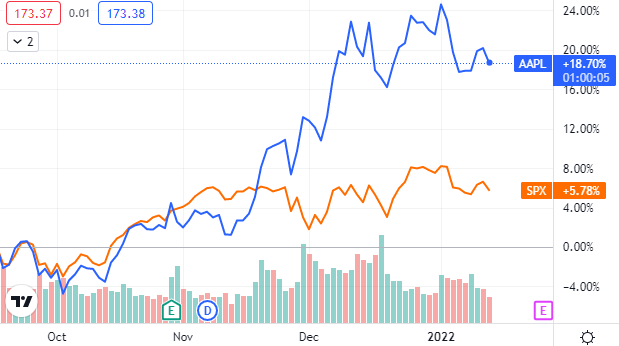 173.37 0.01 173.38
2
24.00%
20.00%
AAPL +18.70%
01:00:05
16.00%
12.00%
8.00%
SPX +5.78%
4.00%
0.00%
−4.00%
E D E
Oct Nov Dec 2022